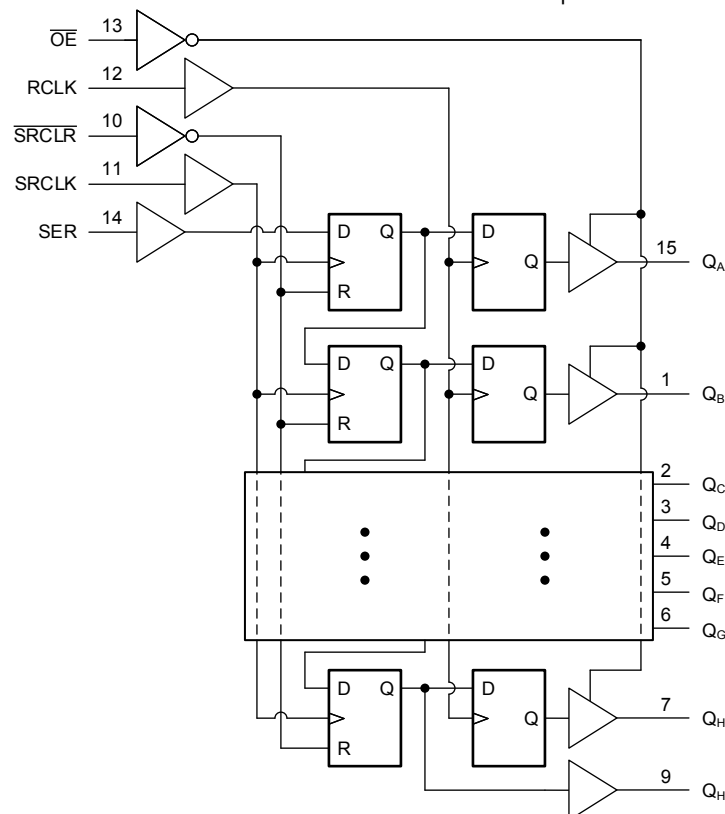 13
OE
12
RCLK
10
SRCLR
11
SRCLK
14
SER
D Q D
15
Q
QA
R
D Q D
1
Q
QB
R
2
QC
3
QD
4
QE
5
QF
6
QG
D Q D
7
Q
QH
R
9
QH